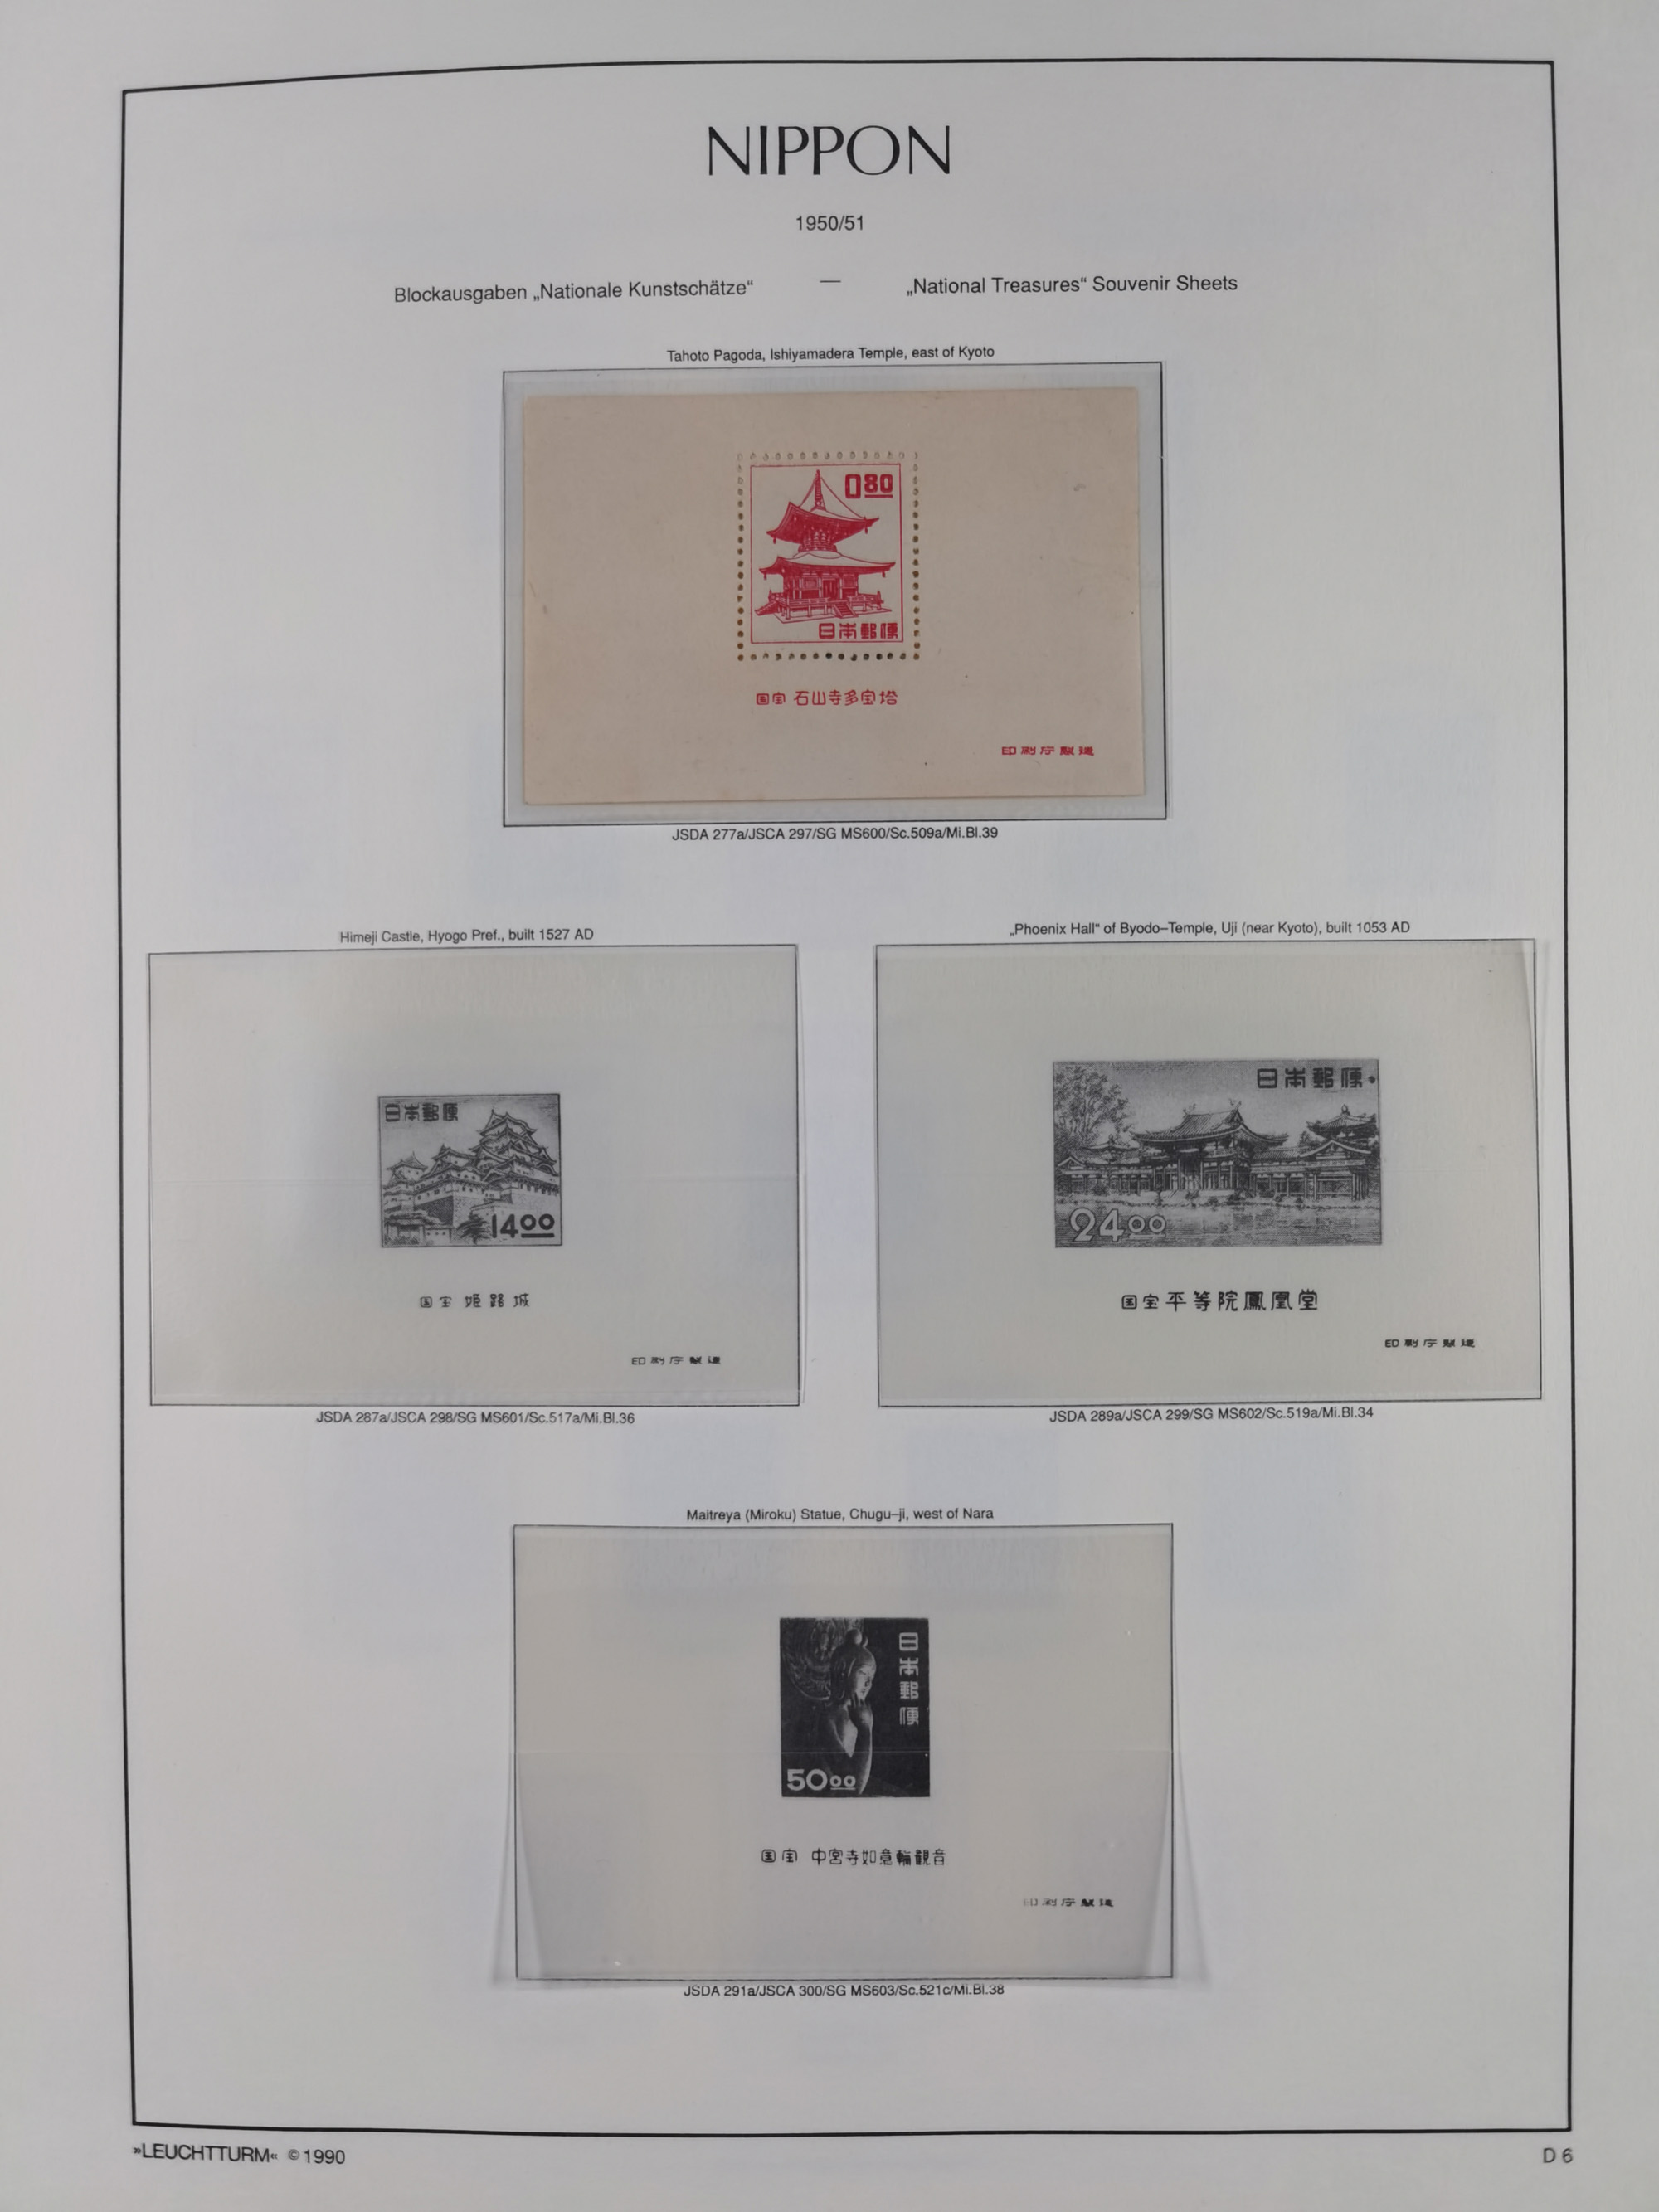 NIPPON
1950/51
Blockausgaben „Nationale Kunstschätze“ — „National Treasures“ Souvenir Sheets
Tahoto Pagoda, Ishiyamadera Temple, east of Kyoto
080
日本郵便
国宝 石山寺多宝塔
印刷庁製造
JSDA 277a/JSCA 297/SG MS600/Sc.509a/Mi.Bl.39
Himeji Castle, Hyogo Pref., built 1527 AD
日本郵便
1400
国宝 姫路城
印刷庁製造
JSDA 287a/JSCA 298/SG MS601/Sc.517a/Mi.Bl.36
„Phoenix Hall“ of Byodo–Temple, Uji (near Kyoto), built 1053 AD
日本郵便
2400
国宝平等院鳳凰堂
印刷庁製造
JSDA 289a/JSCA 299/SG MS602/Sc.519a/Mi.Bl.34
Maitreya (Miroku) Statue, Chugu–ji, west of Nara
日本郵便
5000
国宝 中宮寺如意輪観音
印刷庁製造
JSDA 291a/JSCA 300/SG MS603/Sc.521c/Mi.Bl.38
»LEUCHTTURM« © 1990
D 6